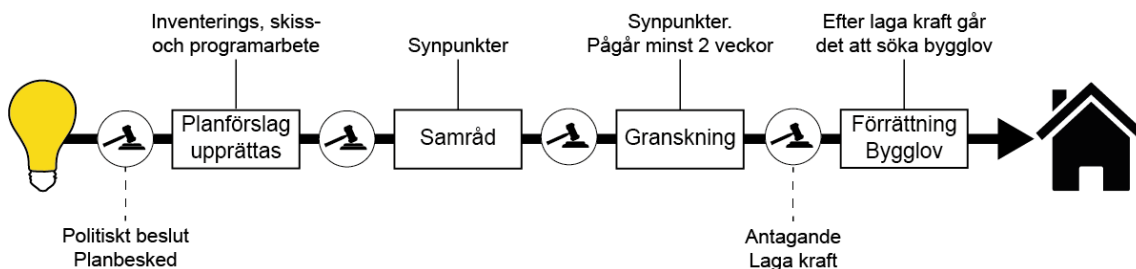 Inventerings, skiss-
och programarbete
Synpunkter
Synpunkter.
Pågår minst 2 veckor
Efter laga kraft går
det att söka bygglov
Planförslag
upprättas
Samråd
Granskning
Förrättning
Bygglov
Politiskt beslut
Planbesked
Antagande
Laga kraft